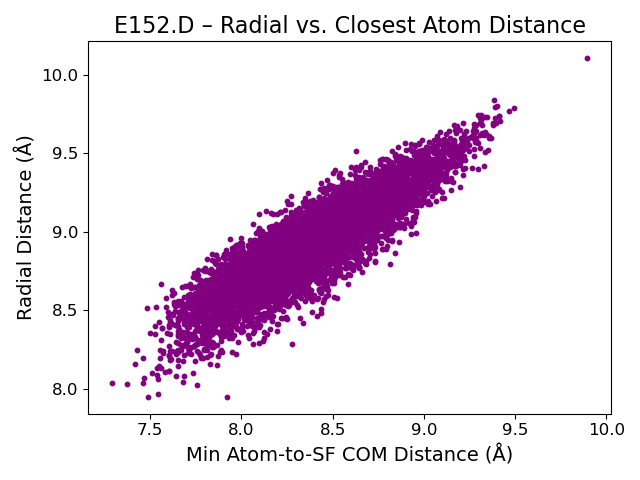 E152.D – Radial vs. Closest Atom Distance
10.0
9.5
9.0
8.5
8.0
Radial Distance (Å)
7.5 8.0 8.5 9.0 9.5 10.0
Min Atom-to-SF COM Distance (Å)